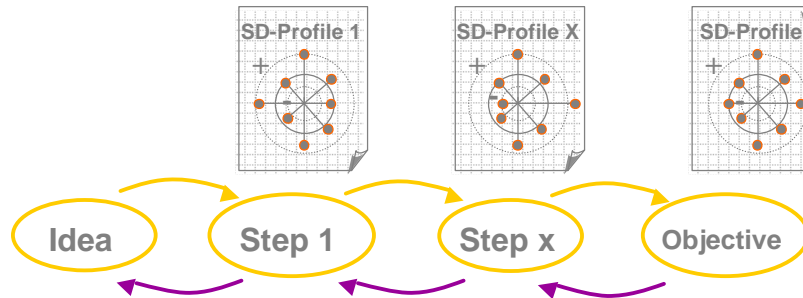 SD-Profile 1
SD-Profile X
SD-Profile
+
+
+
-
-
-
Idea
Step 1
Step x
Objective